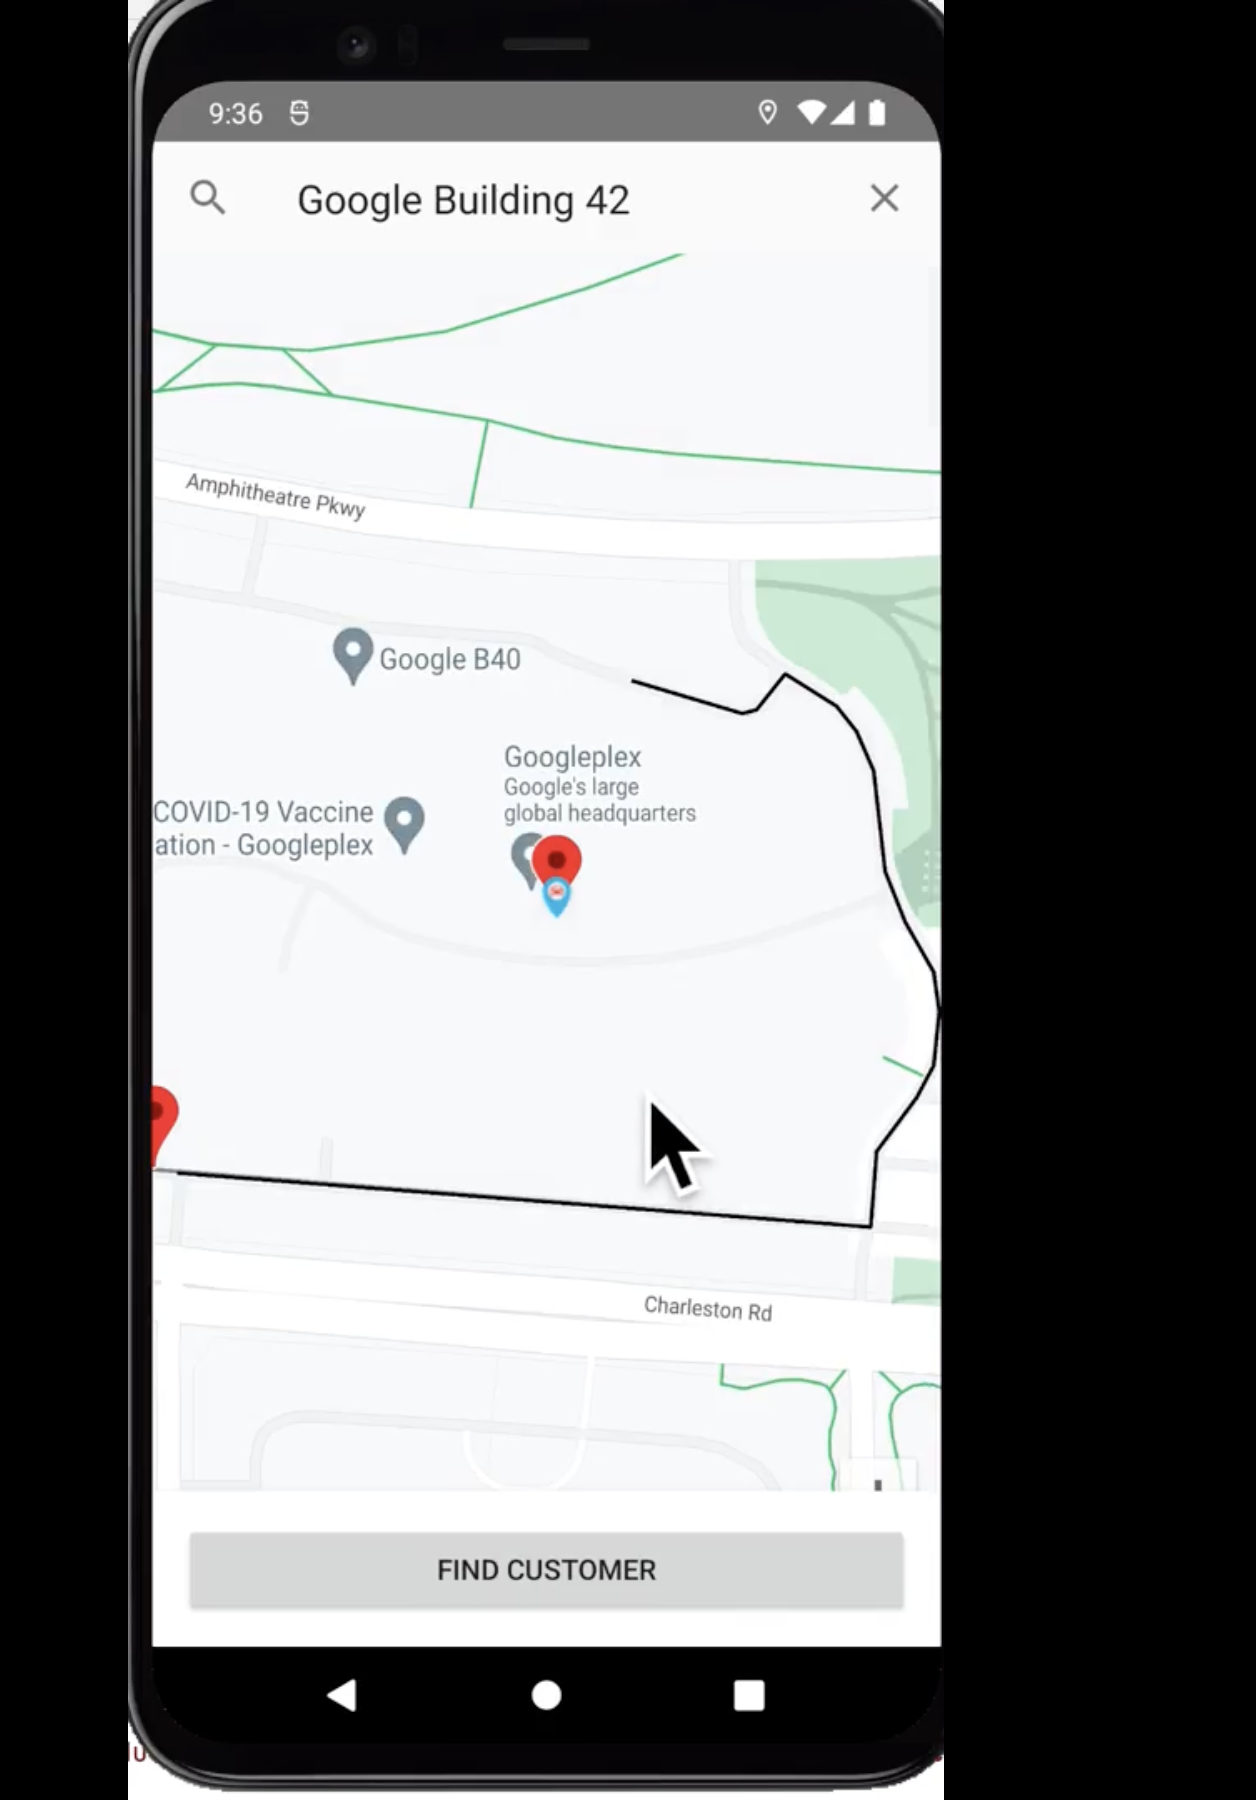 9:36
Google Building 42
Amphitheatre Pkwy
Google B40
Googleplex
Google's large
global headquarters
COVID-19 Vaccine
ation - Googleplex
Charleston Rd
FIND CUSTOMER